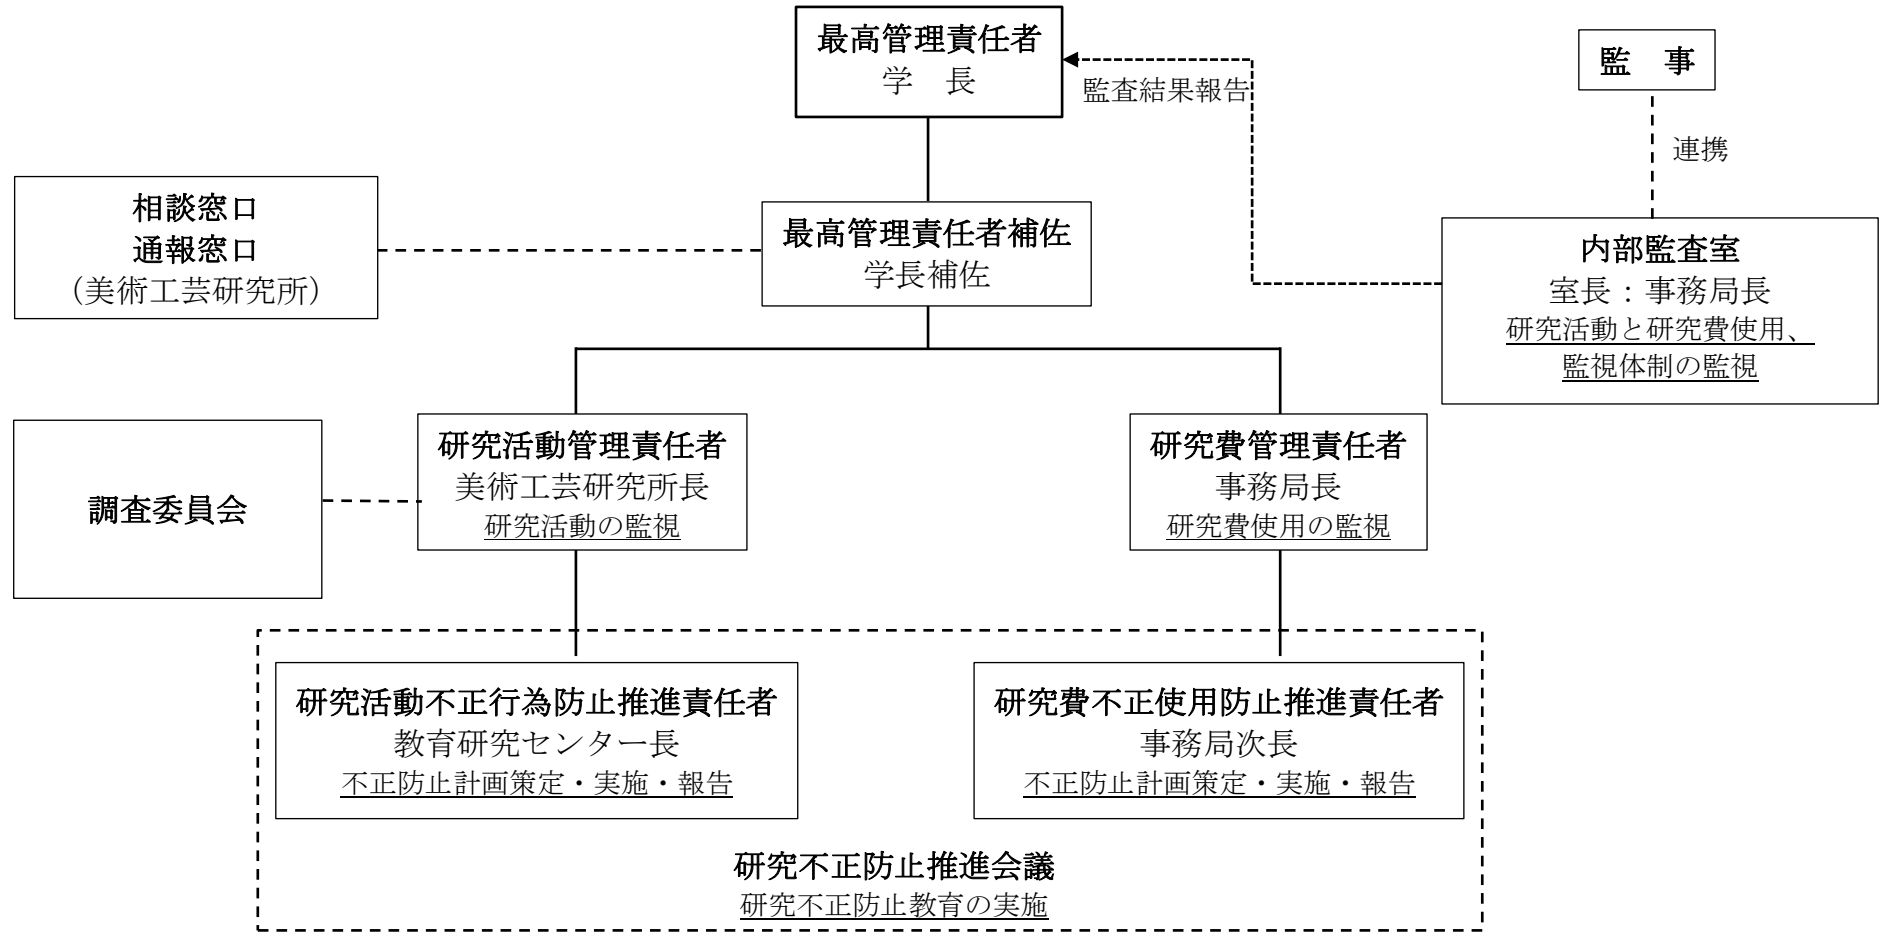 最高管理責任者
学　長
監査結果報告
監　事
連携
相談窓口
通報窓口
（美術工芸研究所）
最高管理責任者補佐
学長補佐
内部監査室
室長：事務局長
研究活動と研究費使用、
監視体制の監視
調査委員会
研究活動管理責任者
美術工芸研究所長
研究活動の監視
研究費管理責任者
事務局長
研究費使用の監視
研究活動不正行為防止推進責任者
教育研究センター長
不正防止計画策定・実施・報告
研究費不正使用防止推進責任者
事務局次長
不正防止計画策定・実施・報告
研究不正防止推進会議
研究不正防止教育の実施